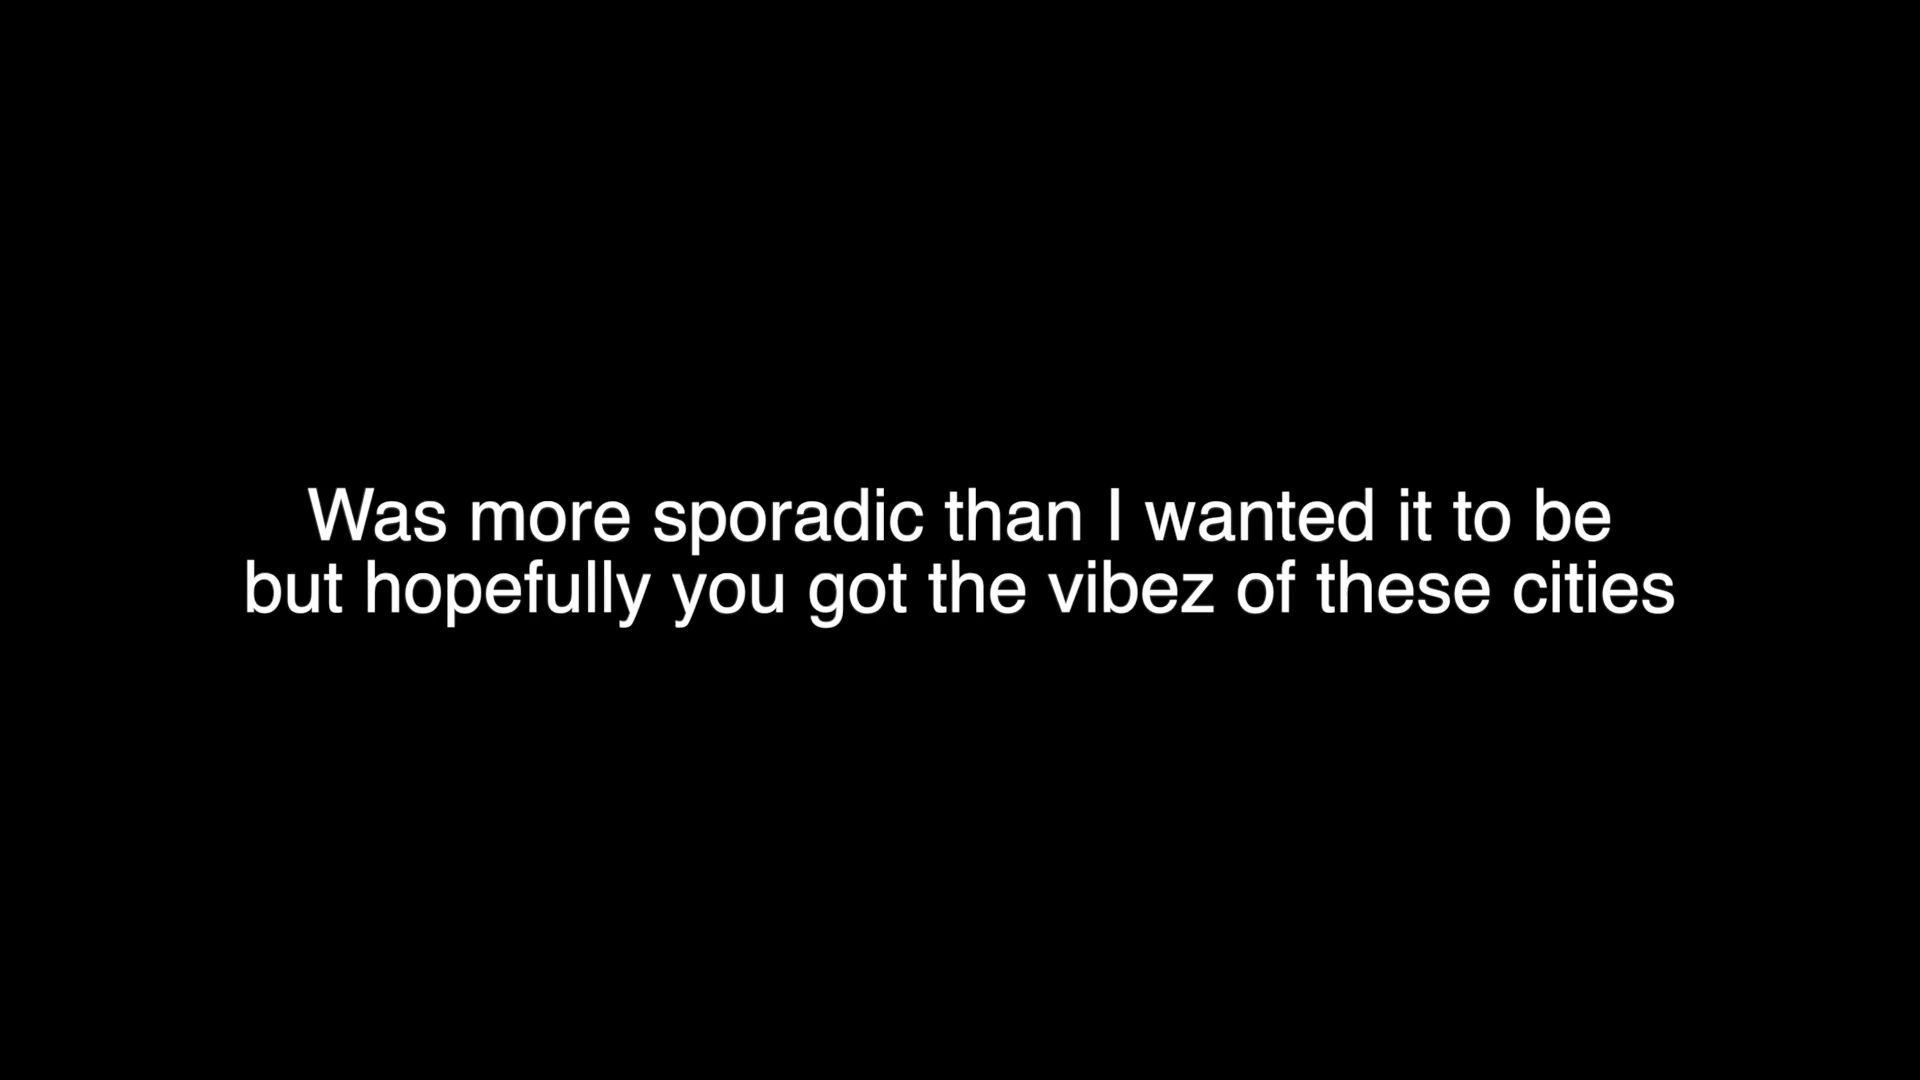 Was more sporadic than I wanted it to be
but hopefully you got the vibez of these cities